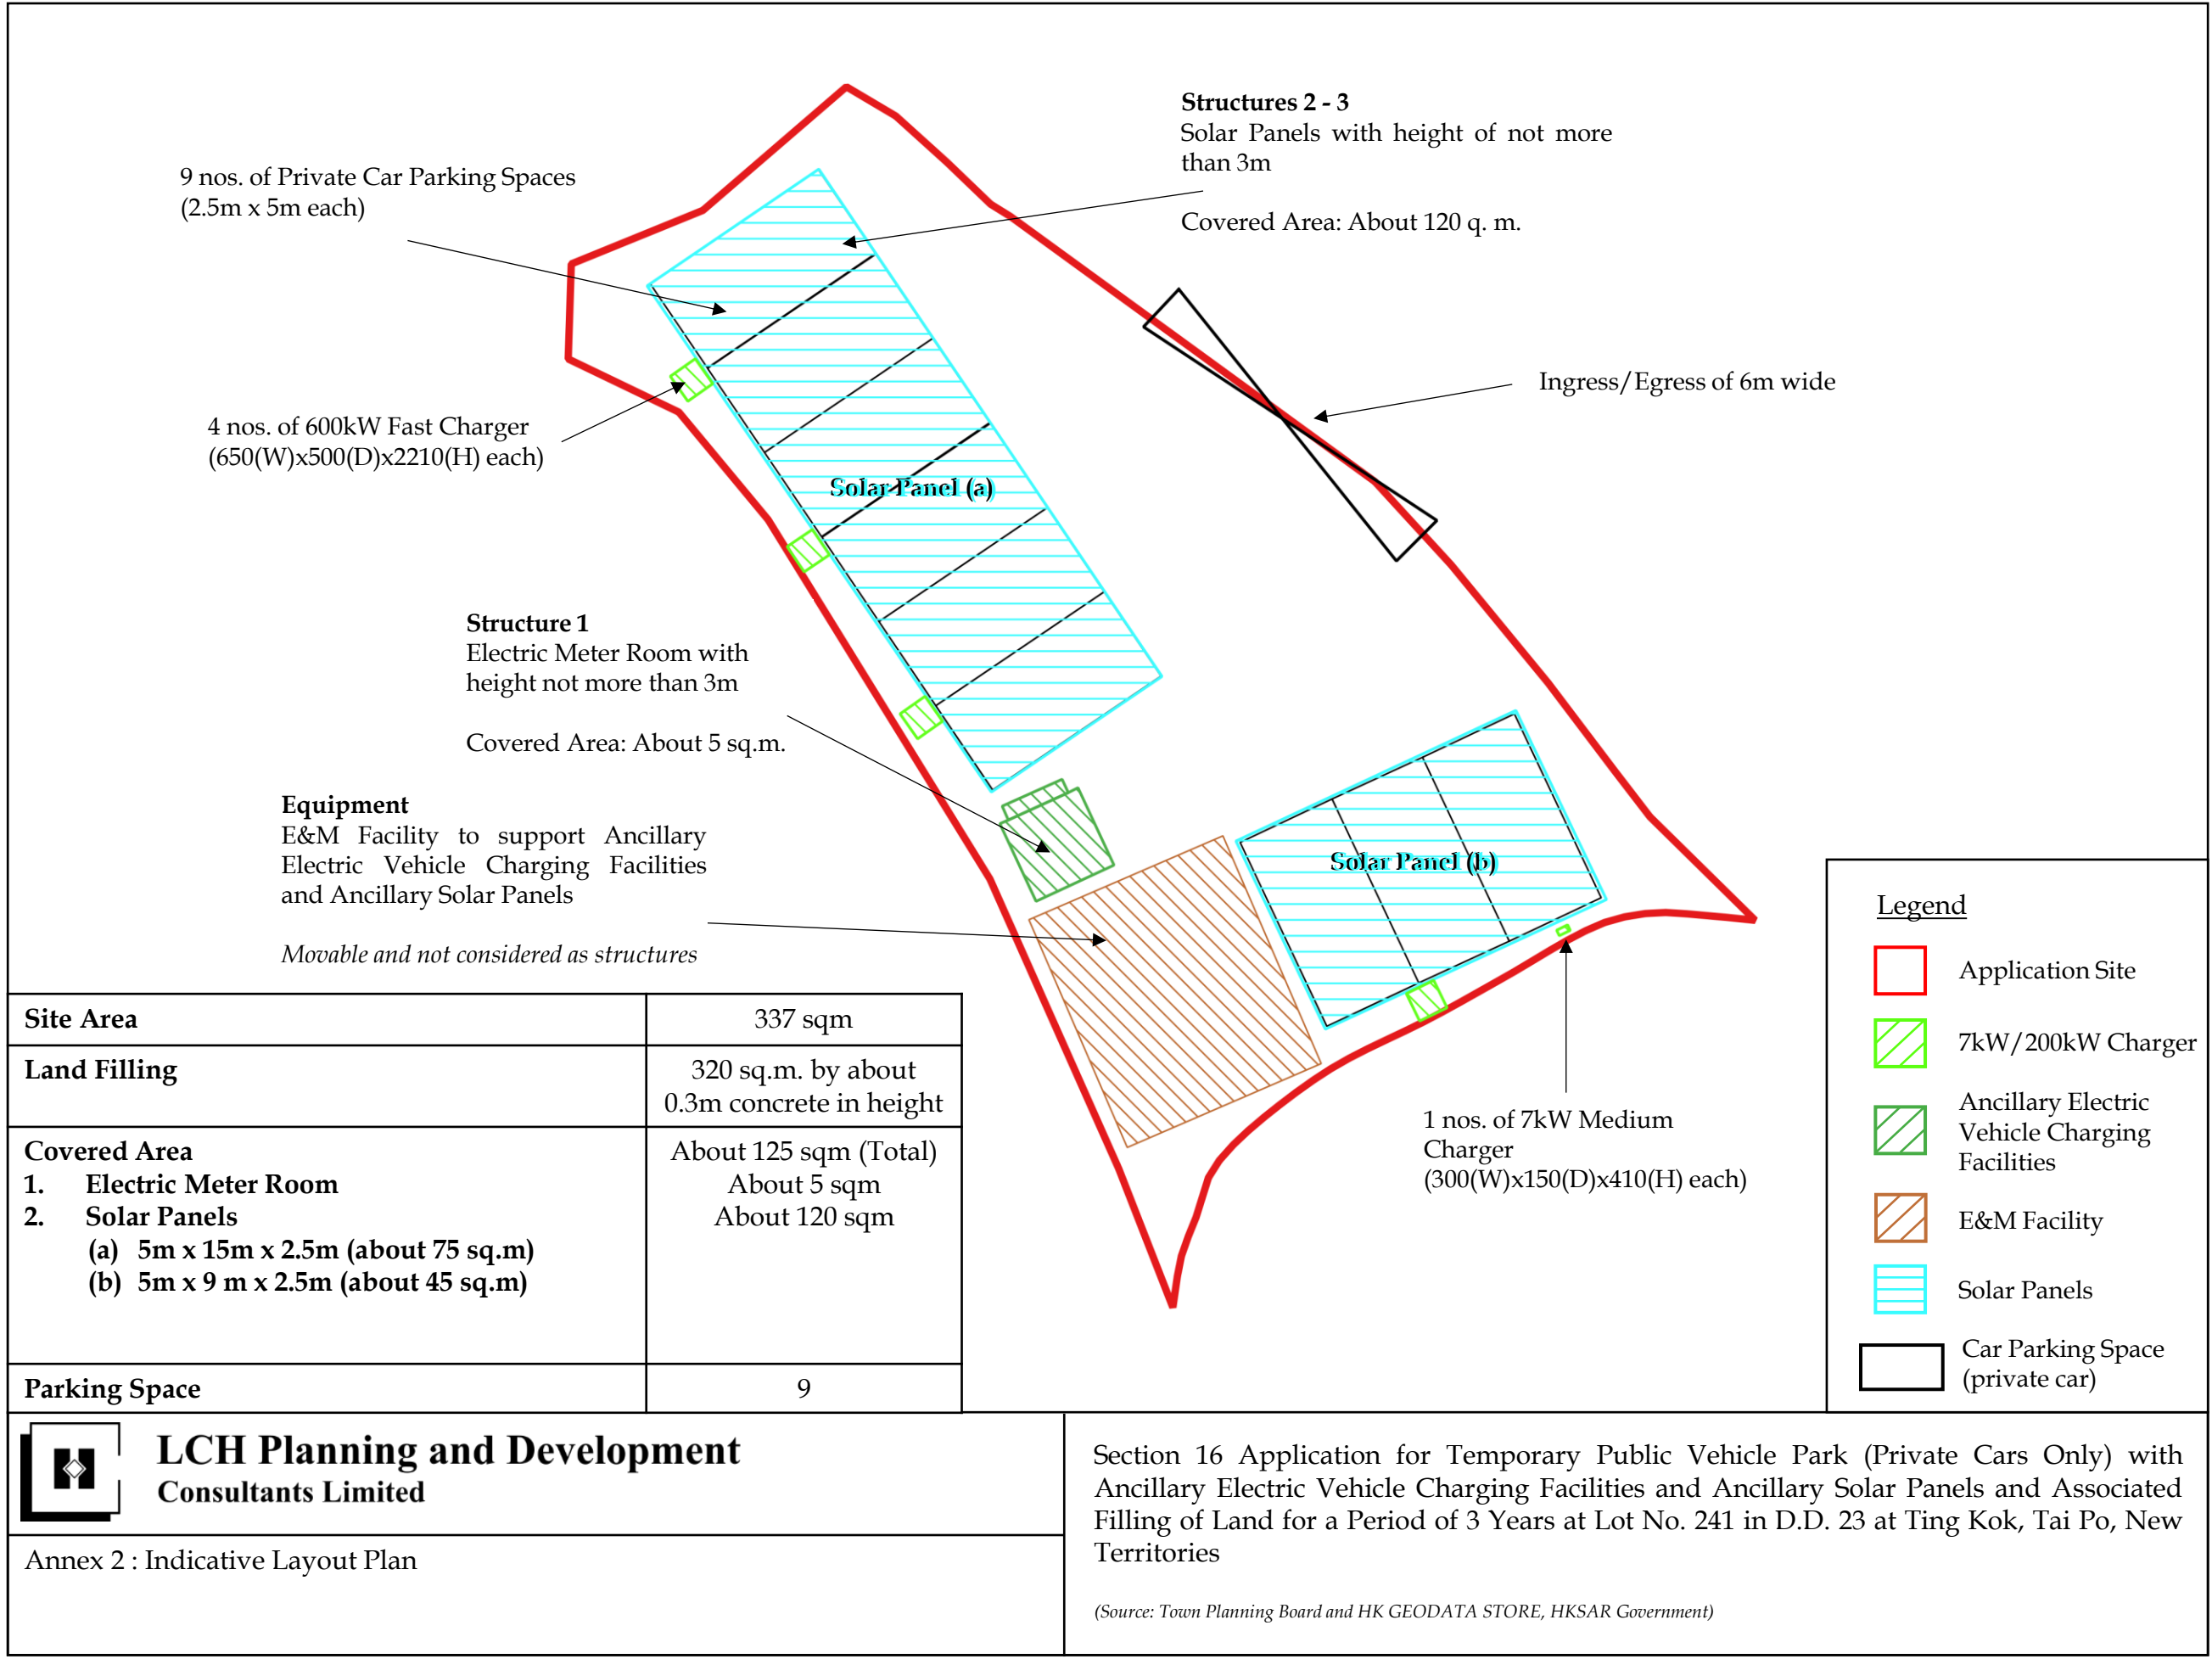 Structures 2 - 3
Solar Panels with height of not more
than 3m
Covered Area: About 120 q. m.
9 nos. of Private Car Parking Spaces
(2.5m x 5m each)
Ingress/Egress of 6m wide
4 nos. of 600kW Fast Charger
(650(W)x500(D)x2210(H) each)
Solar Panel (a)
Structure 1
Electric Meter Room with
height not more than 3m
Covered Area: About 5 sq.m.
Equipment
E&M Facility to support Ancillary
Electric Vehicle Charging Facilities
and Ancillary Solar Panels
Movable and not considered as structures
Solar Panel (b)
1 nos. of 7kW Medium
Charger
(300(W)x150(D)x410(H) each)
Legend
Application Site
7kW/200kW Charger
Ancillary Electric
Vehicle Charging
Facilities
E&M Facility
Solar Panels
Car Parking Space
(private car)
Site Area 337 sqm
Land Filling 320 sq.m. by about
0.3m concrete in height
Covered Area About 125 sqm (Total)
1. Electric Meter Room About 5 sqm
2. Solar Panels About 120 sqm
(a) 5m x 15m x 2.5m (about 75 sq.m)
(b) 5m x 9 m x 2.5m (about 45 sq.m)
Parking Space 9
LCH Planning and Development
Consultants Limited
Annex 2 : Indicative Layout Plan
Section 16 Application for Temporary Public Vehicle Park (Private Cars Only) with
Ancillary Electric Vehicle Charging Facilities and Ancillary Solar Panels and Associated
Filling of Land for a Period of 3 Years at Lot No. 241 in D.D. 23 at Ting Kok, Tai Po, New
Territories
(Source: Town Planning Board and HK GEODATA STORE, HKSAR Government)